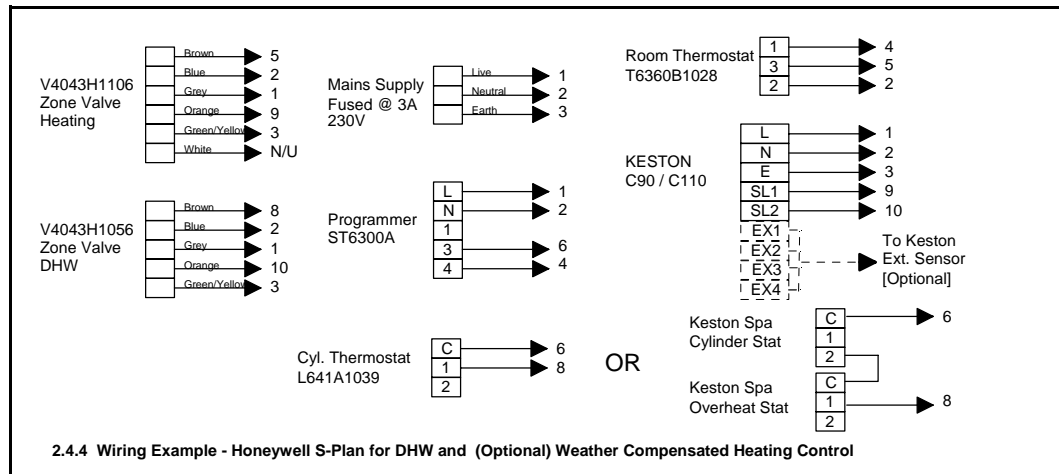 V4043H1106
Zone Valve
Heating
Brown 5
Blue 2
Grey 1
Orange 9
Green/Yellow 3
White N/U
V4043H1056
Zone Valve
DHW
Brown 8
Blue 2
Grey 1
Orange 10
Green/Yellow 3
Mains Supply
Fused @ 3A
230V
Live 1
Neutral 2
Earth 3
Programmer
ST6300A
L 1
N 2
1
3 6
4 4
Room Thermostat
T6360B1028
1 4
3 5
2 2
KESTON
C90 / C110
L 1
N 2
E 3
SL1 9
SL2 10
EX1
EX2
EX3
EX4
To Keston
Ext. Sensor
[Optional]
Cyl. Thermostat
L641A1039
C 6
1 8
2
OR
Keston Spa
Cylinder Stat
C 6
1
2
Keston Spa
Overheat Stat
C
1 8
2
2.4.4 Wiring Example - Honeywell S-Plan for DHW and (Optional) Weather Compensated Heating Control